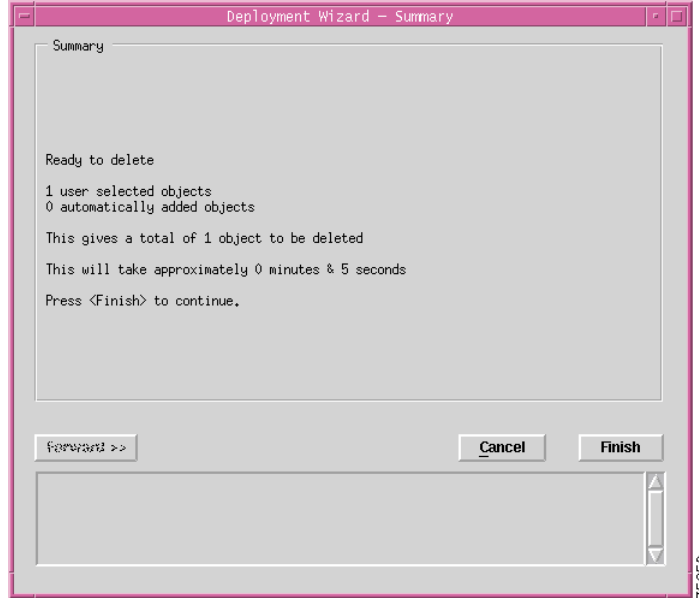 Deployment Wizard — Summary
Summary
Ready to delete
1 user selected objects
0 automatically added objects
This gives a total of 1 object to be deleted
This will take approximately 0 minutes & 5 seconds
Press <Finish> to continue.
Forward >>
Cancel
Finish